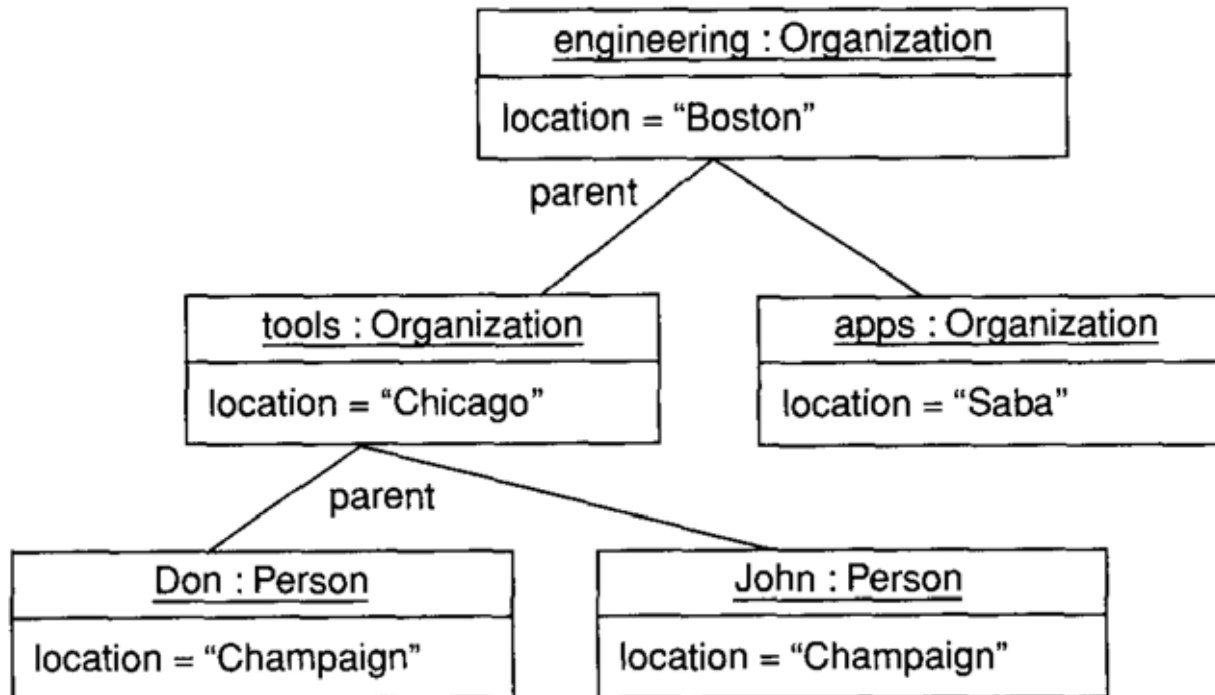 engineering : Organization
location = “Boston”
parent
tools : Organization
apps : Organization
location = “Chicago”
location = “Saba”
parent
Don : Person
John : Person
location = “Champaign”
location = “Champaign”